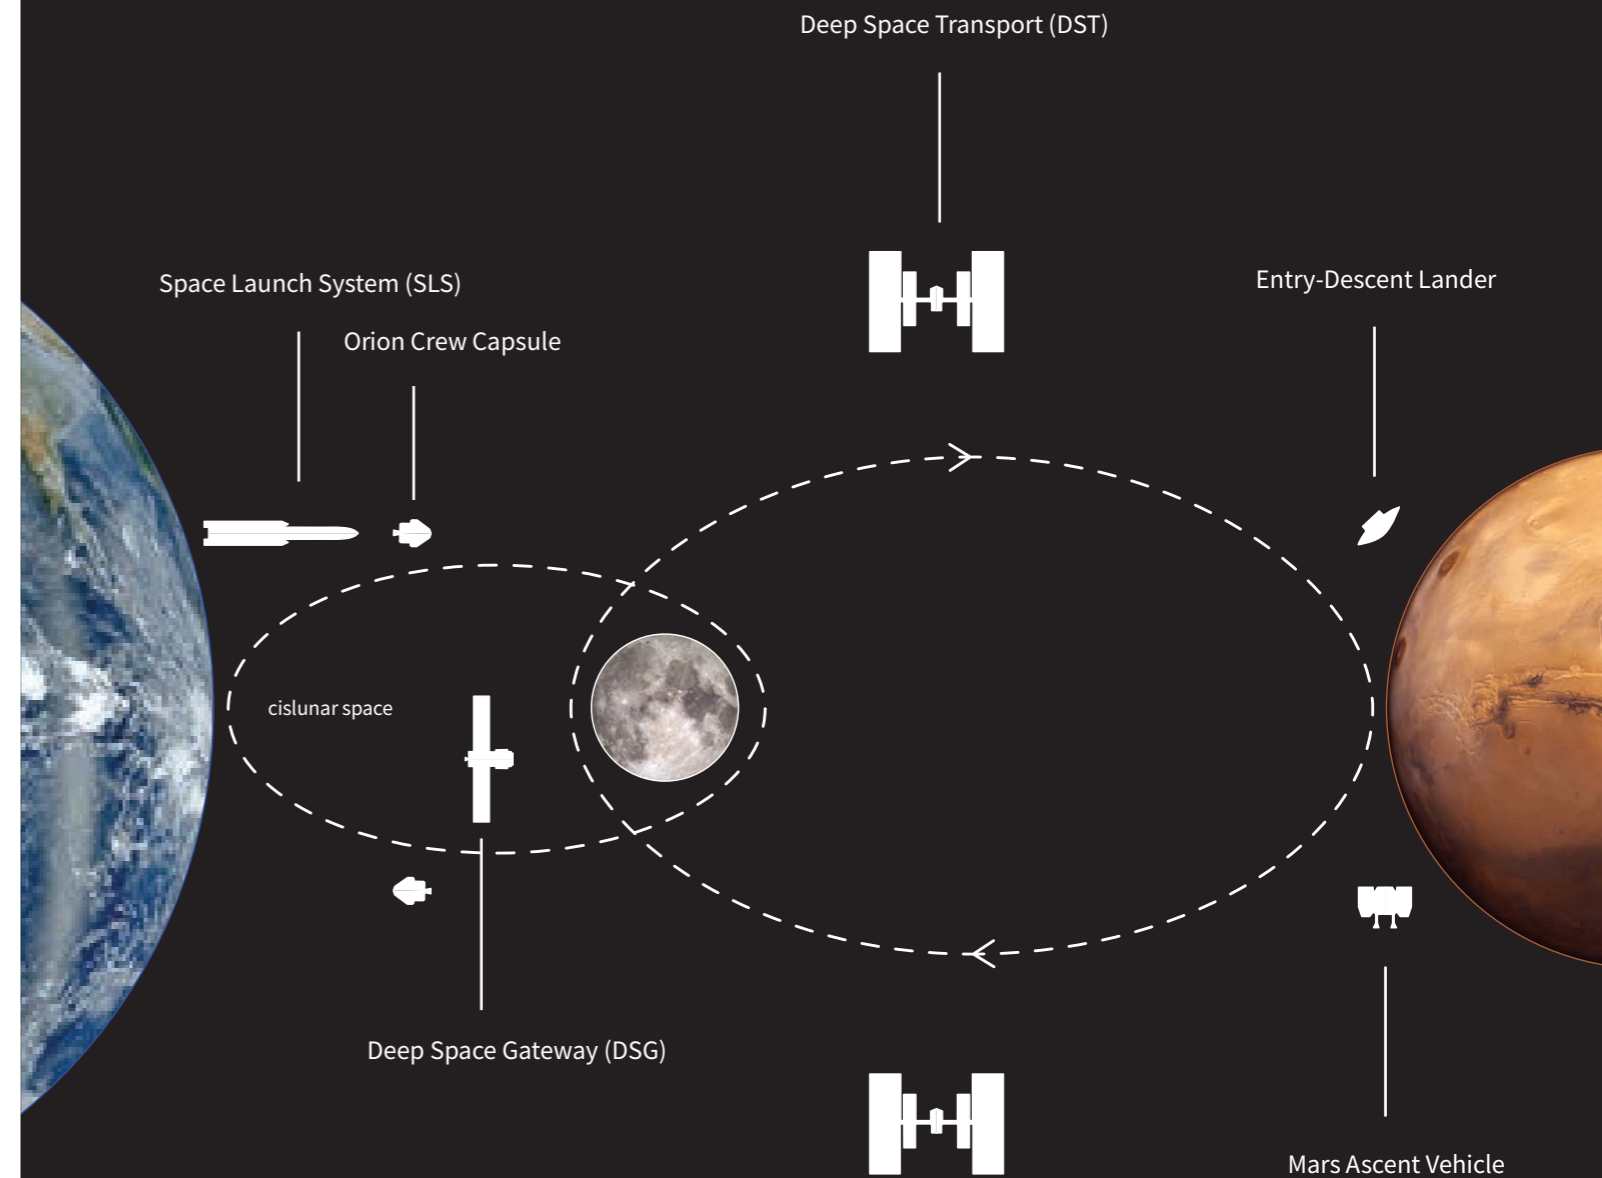 Deep Space Transport (DST)
Space Launch System (SLS)
Entry-Descent Lander
Orion Crew Capsule
cislunar space
Deep Space Gateway (DSG)
Mars Ascent Vehicle